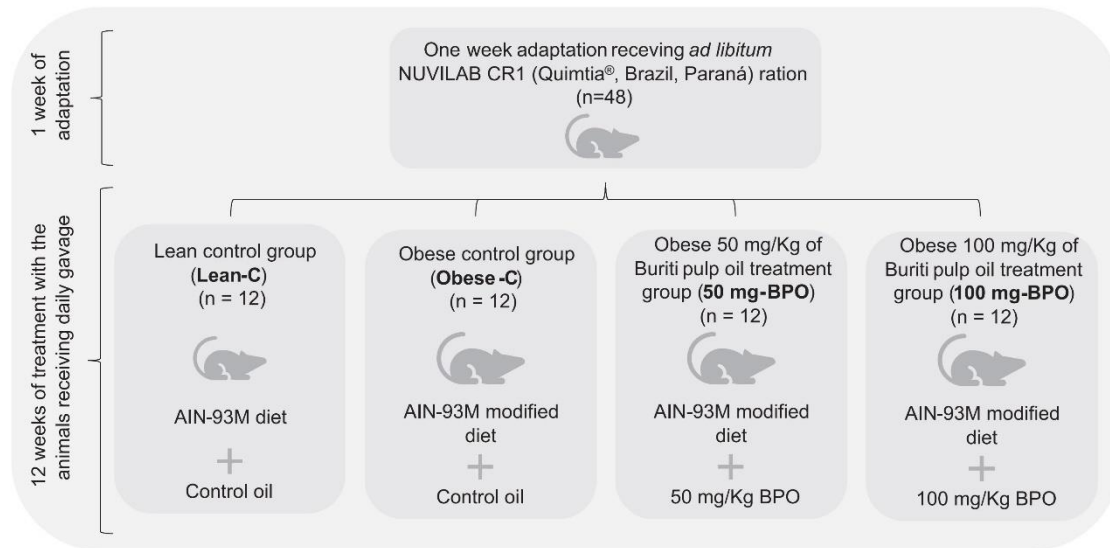 1 week of
adaptation
One week adaptation receving ad libitum
NUVILAB CR1 (Quimtia®, Brazil, Paraná) ration
(n=48)
12 weeks of treatment with the
animals receiving daily gavage
Lean control group
(Lean-C)
(n = 12)
AIN-93M diet
+
Control oil
Obese control group
(Obese-C)
(n = 12)
AIN-93M modified
diet
+
Control oil
Obese 50 mg/Kg of
Buriti pulp oil treatment
group (50 mg-BPO)
(n = 12)
AIN-93M modified
diet
+
50 mg/Kg BPO
Obese 100 mg/Kg of
Buriti pulp oil treatment
group (100 mg-BPO)
(n = 12)
AIN-93M modified
diet
+
100 mg/Kg BPO